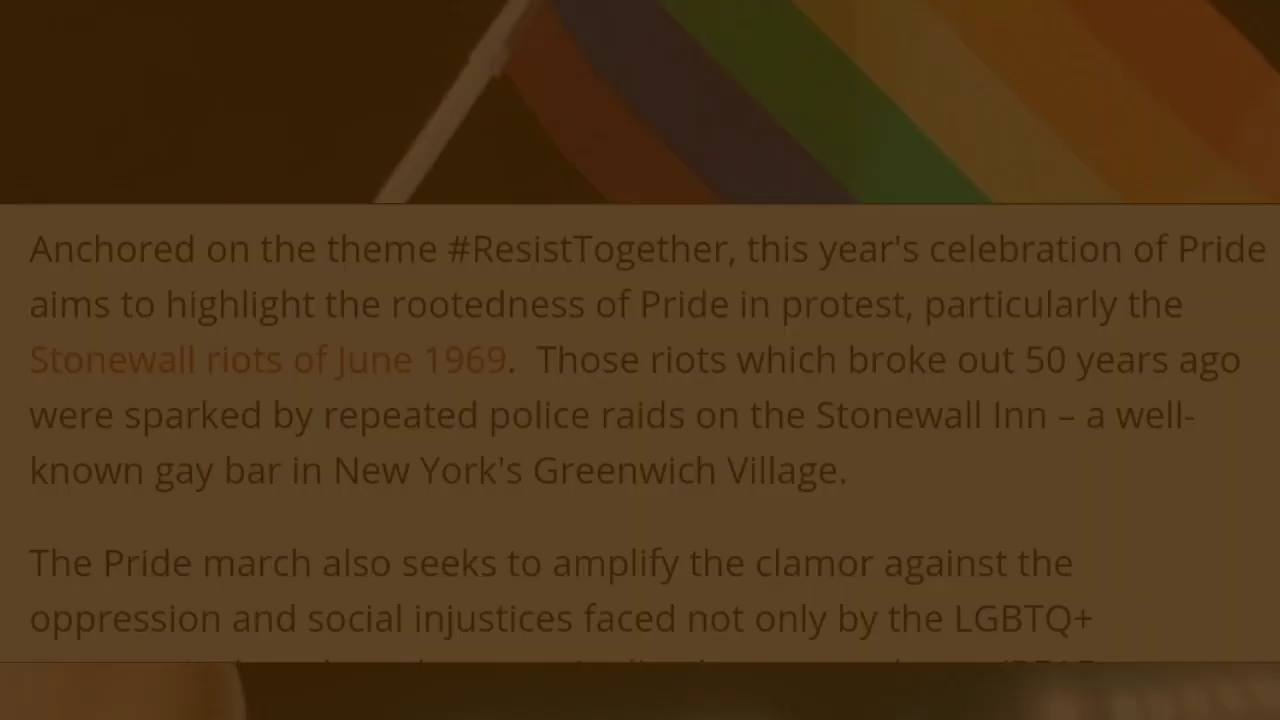 Anchored on the theme #ResistTogether, this year's celebration of Pride
aims to highlight the rootedness of Pride in protest, particularly the
Stonewall riots of June 1969.  Those riots which broke out 50 years ago
were sparked by repeated police raids on the Stonewall Inn – a well-
known gay bar in New York's Greenwich Village.
The Pride march also seeks to amplify the clamor against the
oppression and social injustices faced not only by the LGBTQ+